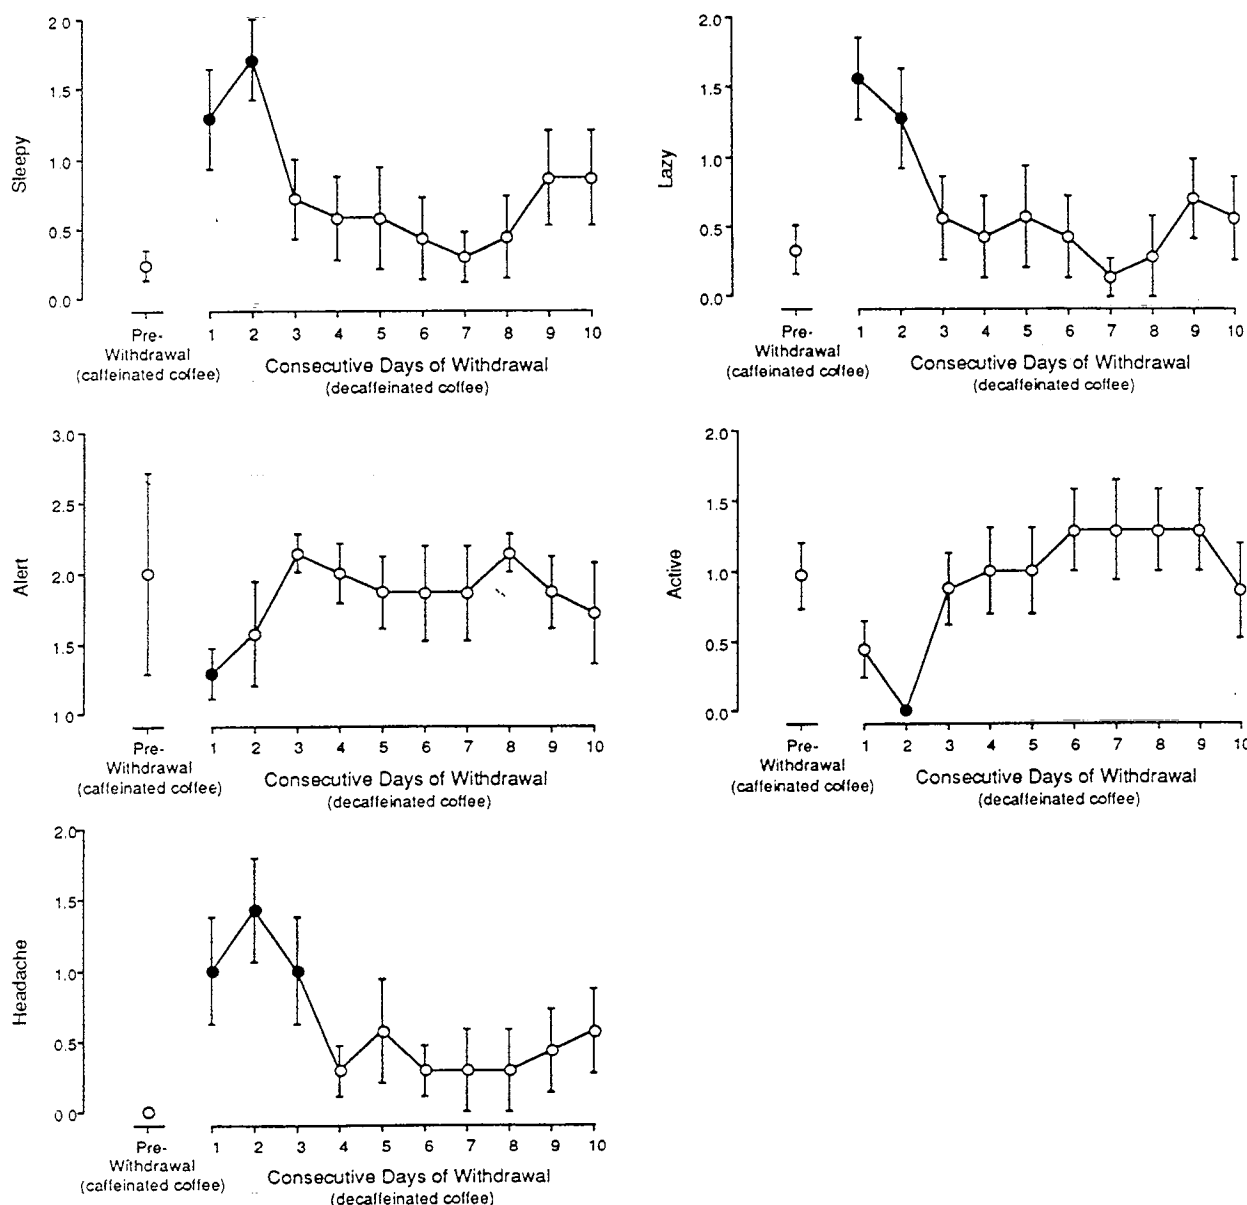 2 0
1.5
1.0
0.5
0.0
Sleepy
Pre-
Withdrawal
(caffeinated coffee)
1 2 3 4 5 6 7 8 9 10
Consecutive Days of Withdrawal
(decaffeinated coffee)
2.0
1.5
1.0
0.5
0.0
Lazy
Pre-
Withdrawal
(caffeinated coffee)
1 2 3 4 5 6 7 8 9 10
Consecutive Days of Withdrawal
(decaffeinated coffee)
3.0
2.5
2.0
1.5
1 0
Alert
Pre-
Withdrawal
(caffeinated coffee)
1 2 3 4 5 6 7 8 9 10
Consecutive Days of Withdrawal
(decaffeinated coffee)
2.0
1.5
1.0
0.5
0.0
Active
Pre-
Withdrawal
(caffeinated coffee)
1 2 3 4 5 6 7 8 9 10
Consecutive Days of Withdrawal
(decaffeinated coffee)
2.0
1.5
1.0
0.5
0 0
Headache
Pre-
Withdrawal
(caffeinated coffee)
1 2 3 4 5 6 7 8 9 10
Consecutive Days of Withdrawal
(decaffeinated coffee)